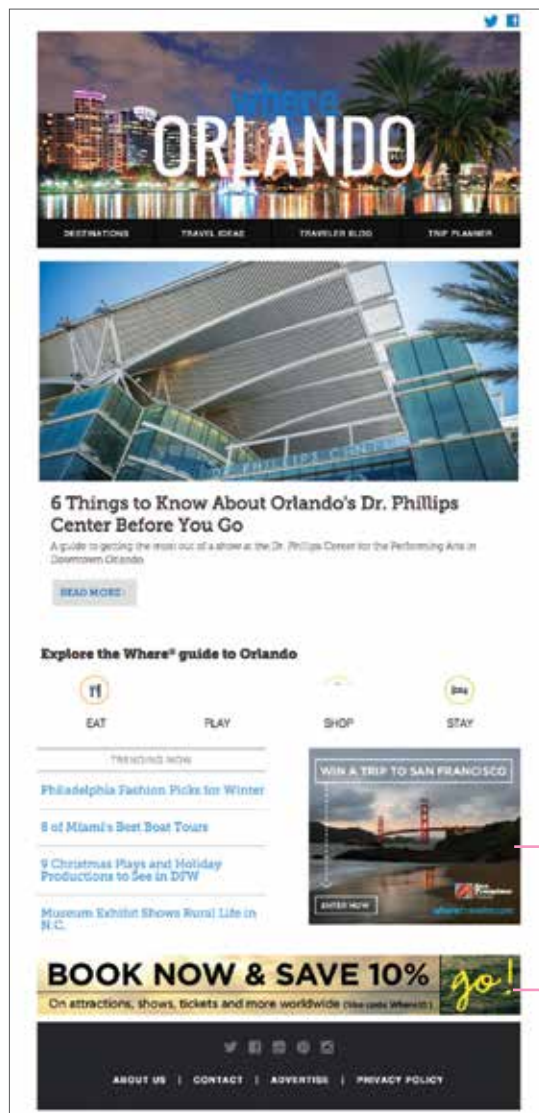 where
ORLANDO
DESTINATIONS
TRAVEL IDEAS
TRAVELER BLOG
TRIP PLANNER
DR. PHILLIPS CENTER
6 Things to Know About Orlando's Dr. Phillips
Center Before You Go
A guide to getting the most out of a show at the Dr. Phillips Center for the Performing Arts in
Downtown Orlando.
READ MORE
Explore the Where® guide to Orlando
EAT
PLAY
SHOP
STAY
TRENDING NOW
Philadelphia Fashion Picks for Winter
8 of Miami's Best Boat Tours
9 Christmas Plays and Holiday
Productions to See in DFW
Museum Exhibit Shows Rural Life in
N.C.
WIN A TRIP TO SAN FRANCISCO
ENTER NOW
BOOK NOW & SAVE 10%
go!
On attractions, shows, tickets and more worldwide
ABOUT US | CONTACT | ADVERTISE | PRIVACY POLICY